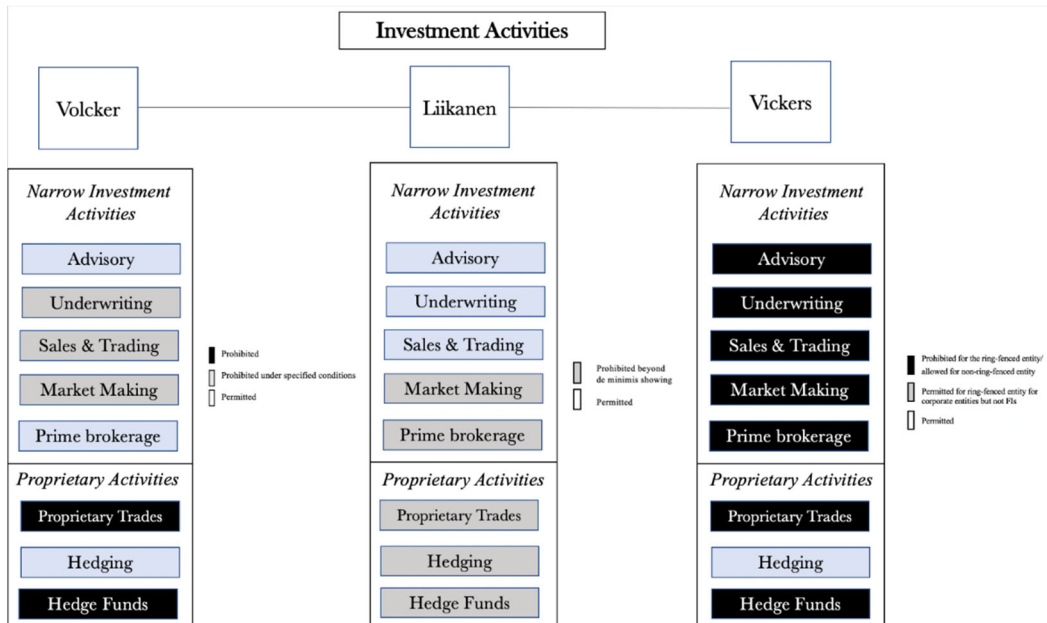 Investment Activities
Volcker
Liikanen
Vickers
Narrow Investment
Activities
Advisory
Underwriting
Sales & Trading
Market Making
Prime brokerage
Proprietary Activities
Proprietary Trades
Hedging
Hedge Funds
Prohibited
Prohibited under specified conditions
Permitted
Narrow Investment
Activities
Advisory
Underwriting
Sales & Trading
Market Making
Prime brokerage
Proprietary Activities
Proprietary Trades
Hedging
Hedge Funds
Prohibited beyond
de minimis showing
Permitted
Narrow Investment
Activities
Advisory
Underwriting
Sales & Trading
Market Making
Prime brokerage
Proprietary Activities
Proprietary Trades
Hedging
Hedge Funds
Prohibited for the ring-fenced entity/
allowed for non-ring-fenced entity
Permitted for ring-fenced entity for
corporate entities but not FIs
Permitted